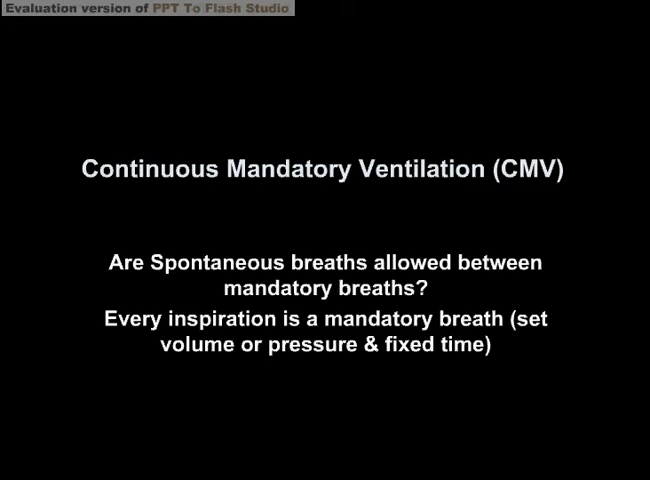 Evaluation version of PPT To Flash Studio
Continuous Mandatory Ventilation (CMV)
Are Spontaneous breaths allowed between
mandatory breaths?
Every inspiration is a mandatory breath (set
volume or pressure & fixed time)